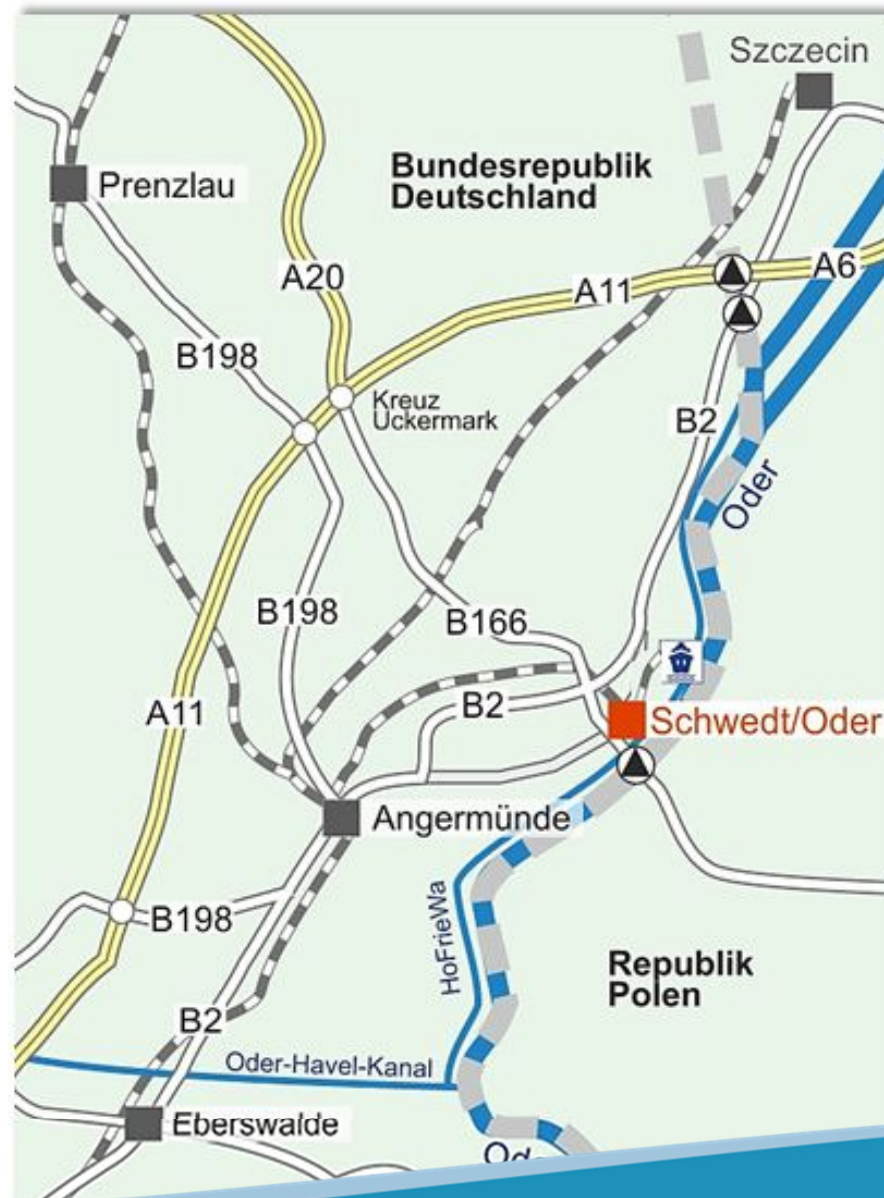 Szczecin
Bundesrepublik
Deutschland
Prenzlau
A20
A11
A6
B198
Kreuz
Uckermark
B2
Oder
B198
B166
A11
B2
Schwedt/Oder
Angermünde
HoFrieWa
B198
Republik
Polen
B2
Oder-Havel-Kanal
Eberswalde